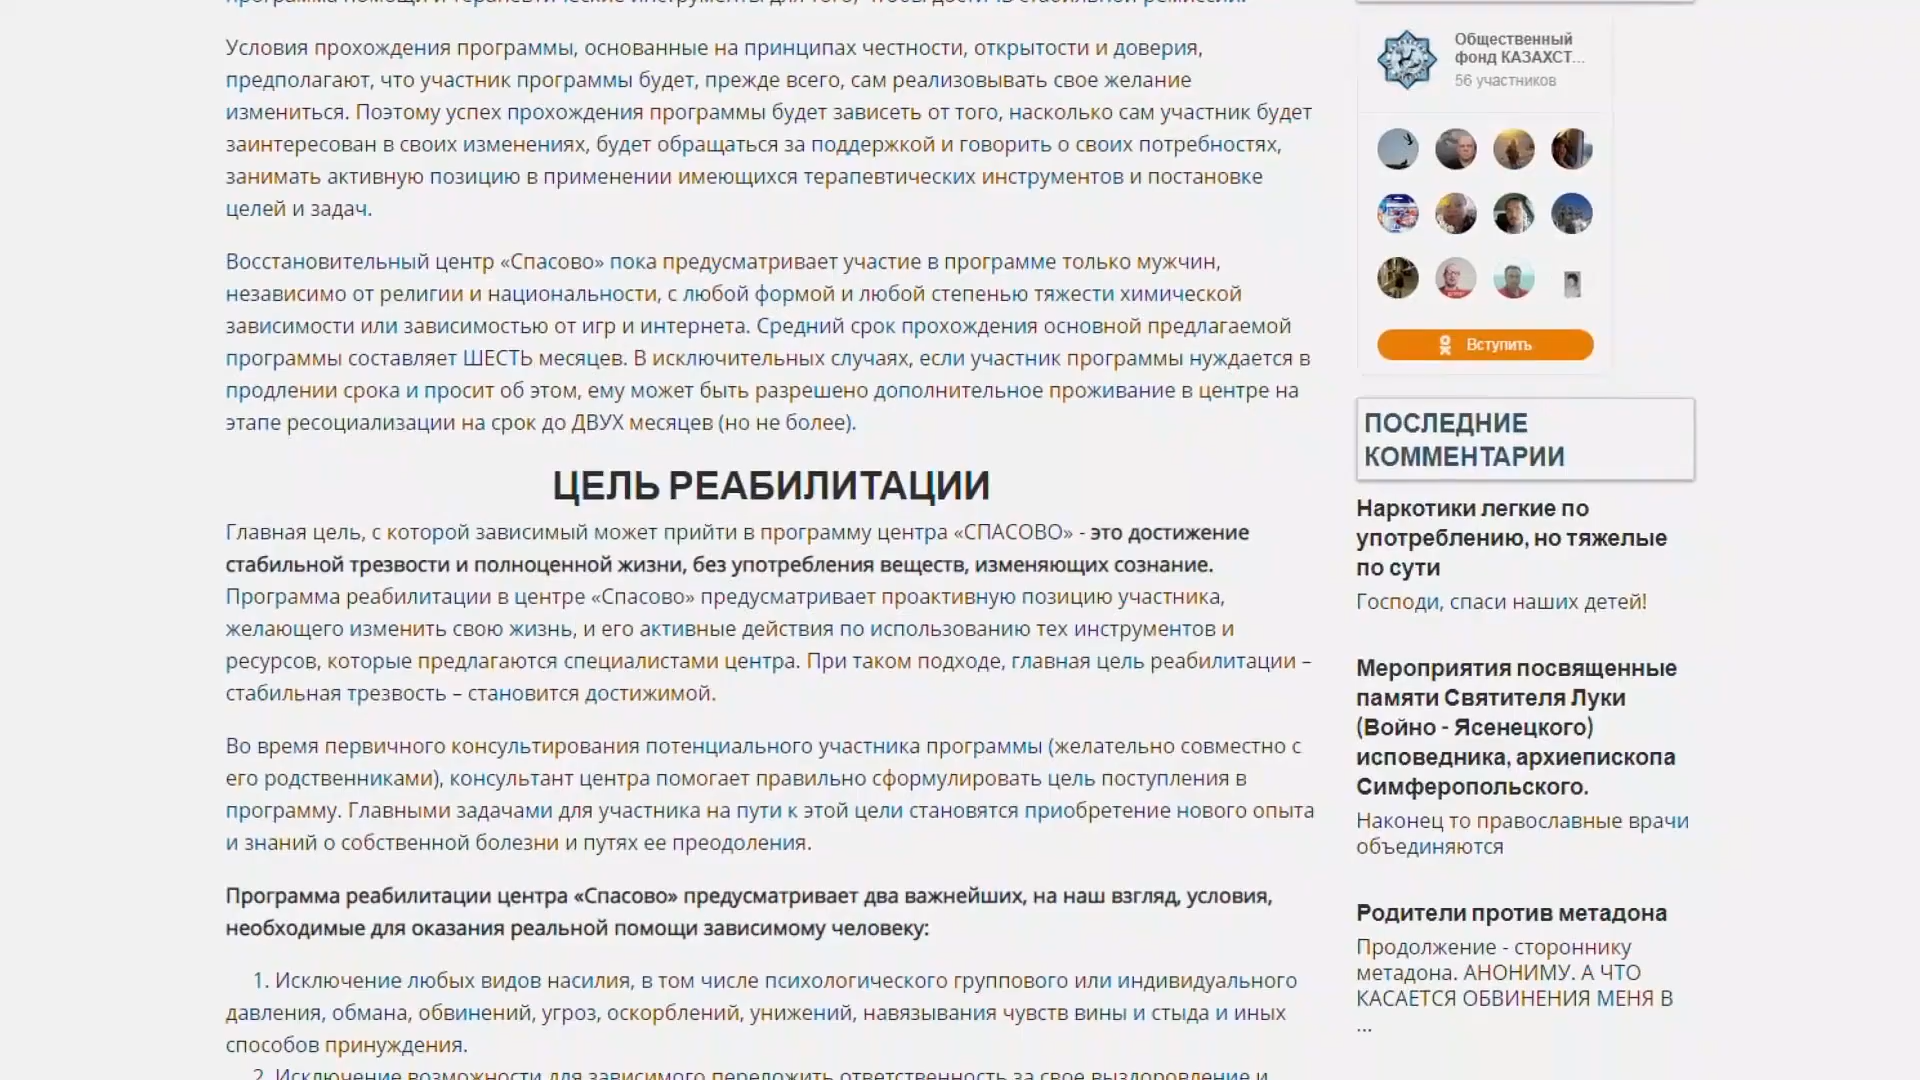 Условия прохождения программы, основанные на принципах честности, открытости и доверия,
предполагают, что участник программы будет, прежде всего, сам реализовывать свое желание
измениться. Поэтому успех прохождения программы будет зависеть от того, насколько сам участник будет
заинтересован в своих изменениях, будет обращаться за поддержкой и говорить о своих потребностях,
занимать активную позицию в применении имеющихся терапевтических инструментов и постановке
целей и задач.
Восстановительный центр «Спасово» пока предусматривает участие в программе только мужчин,
независимо от религии и национальности, с любой формой и любой степенью тяжести химической
зависимости или зависимостью от игр и интернета. Средний срок прохождения основной предлагаемой
программы составляет ШЕСТЬ месяцев. В исключительных случаях, если участник программы нуждается в
продлении срока и просит об этом, ему может быть разрешено дополнительное проживание в центре на
этапе ресоциализации на срок до ДВУХ месяцев (но не более).
ЦЕЛЬ РЕАБИЛИТАЦИИ
Главная цель, с которой зависимый может прийти в программу центра «СПАСОВО» - это достижение
стабильной трезвости и полноценной жизни, без употребления веществ, изменяющих сознание.
Программа реабилитации в центре «Спасово» предусматривает проактивную позицию участника,
желающего изменить свою жизнь, и его активные действия по использованию тех инструментов и
ресурсов, которые предлагаются специалистами центра. При таком подходе, главная цель реабилитации –
стабильная трезвость – становится достижимой.
Во время первичного консультирования потенциального участника программы (желательно совместно с
его родственниками), консультант центра помогает правильно сформулировать цель поступления в
программу. Главными задачами для участника на пути к этой цели становятся приобретение нового опыта
и знаний о собственной болезни и путях ее преодоления.
Программа реабилитации центра «Спасово» предусматривает два важнейших, на наш взгляд, условия,
необходимые для оказания реальной помощи зависимому человеку:
1. Исключение любых видов насилия, в том числе психологического группового или индивидуального
давления, обмана, обвинений, угроз, оскорблений, унижений, навязывания чувств вины и стыда и иных
способов принуждения.
2. Исключение возможности для зависимого переложить ответственность за свое выздоровление и
Общественный
фонд КАЗАХСТ...
56 участников
Вступить
ПОСЛЕДНИЕ
КОММЕНТАРИИ
Наркотики легкие по
употреблению, но тяжелые
по сути
Господи, спаси наших детей!
Мероприятия посвященные
памяти Святителя Луки
(Войно - Ясенецкого)
исповедника, архиепископа
Симферопольского.
Наконец то православные врачи
объединяются
Родители против метадона
Продолжение - стороннику
метадона. АНОНИМУ. А ЧТО
КАСАЕТСЯ ОБВИНЕНИЯ МЕНЯ В
...